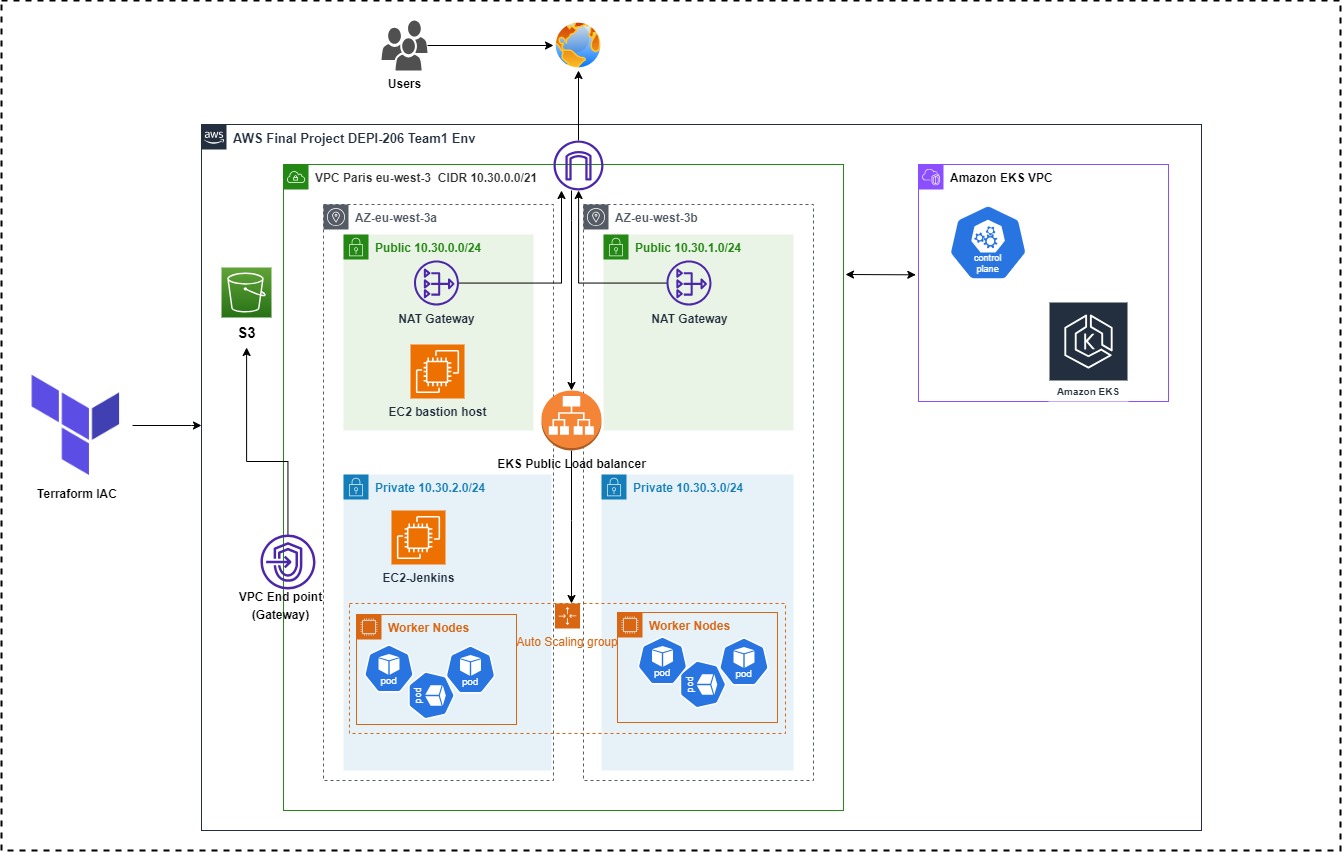 Users
aws
AWS Final Project DEPI-206 Team1 Env
VPC Paris eu-west-3 CIDR 10.30.0.0/21
Amazon EKS VPC
AZ-eu-west-3a
AZ-eu-west-3b
Public 10.30.0.0/24
Public 10.30.1.0/24
control
plane
NAT Gateway
NAT Gateway
S3
K
Amazon EKS
EC2 bastion host
EKS Public Load balancer
Terraform IAC
Private 10.30.2.0/24
Private 10.30.3.0/24
EC2-Jenkins
VPC End point
(Gateway)
Worker Nodes
Worker Nodes
Auto Scaling group
pod
pod
pod
pod
pod
pod